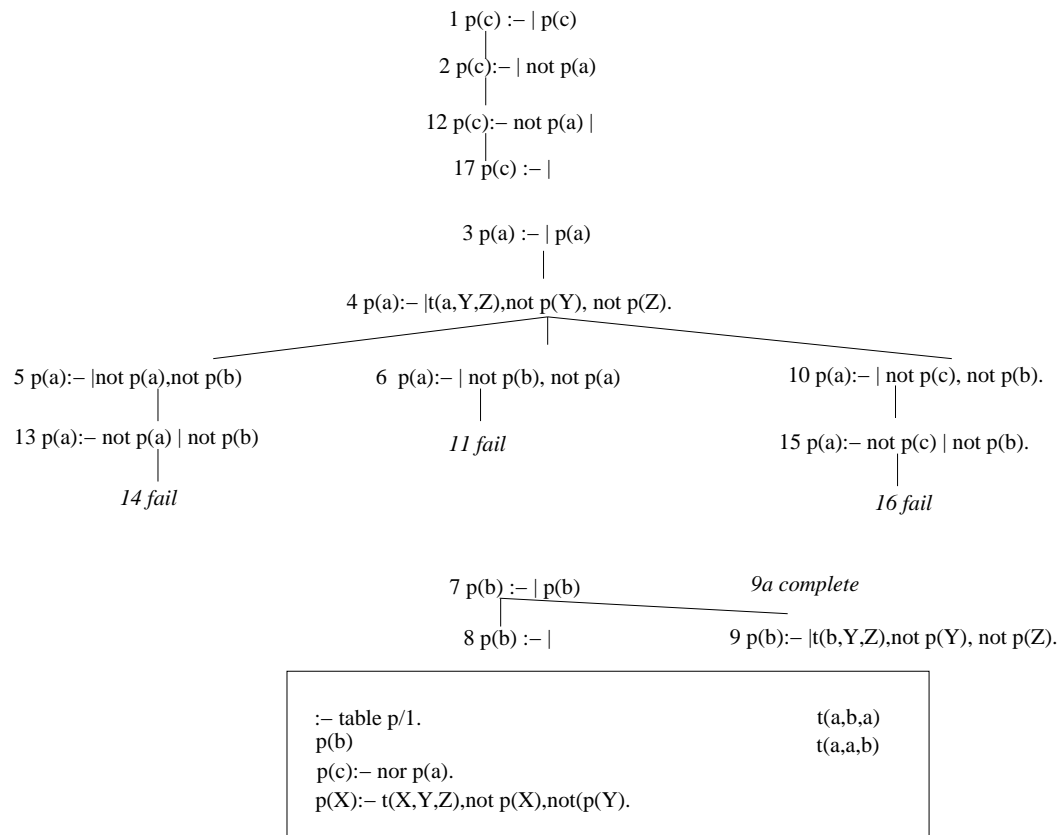 1 p(c) :– | p(c)
2 p(c):– | not p(a)
12 p(c):– not p(a) |
17 p(c) :– |
3 p(a) :– | p(a)
4 p(a):– |t(a,Y,Z),not p(Y), not p(Z).
5 p(a):– |not p(a),not p(b)
6 p(a):– | not p(b), not p(a)
10 p(a):– | not p(c), not p(b).
13 p(a):– not p(a) | not p(b)
11 fail
15 p(a):– not p(c) | not p(b).
14 fail
16 fail
7 p(b) :– | p(b)
9a complete
8 p(b) :– |
9 p(b):– |t(b,Y,Z),not p(Y), not p(Z).
:– table p/1.
p(b)
p(c):– nor p(a).
p(X):– t(X,Y,Z),not p(X),not(p(Y).
t(a,b,a)
t(a,a,b)